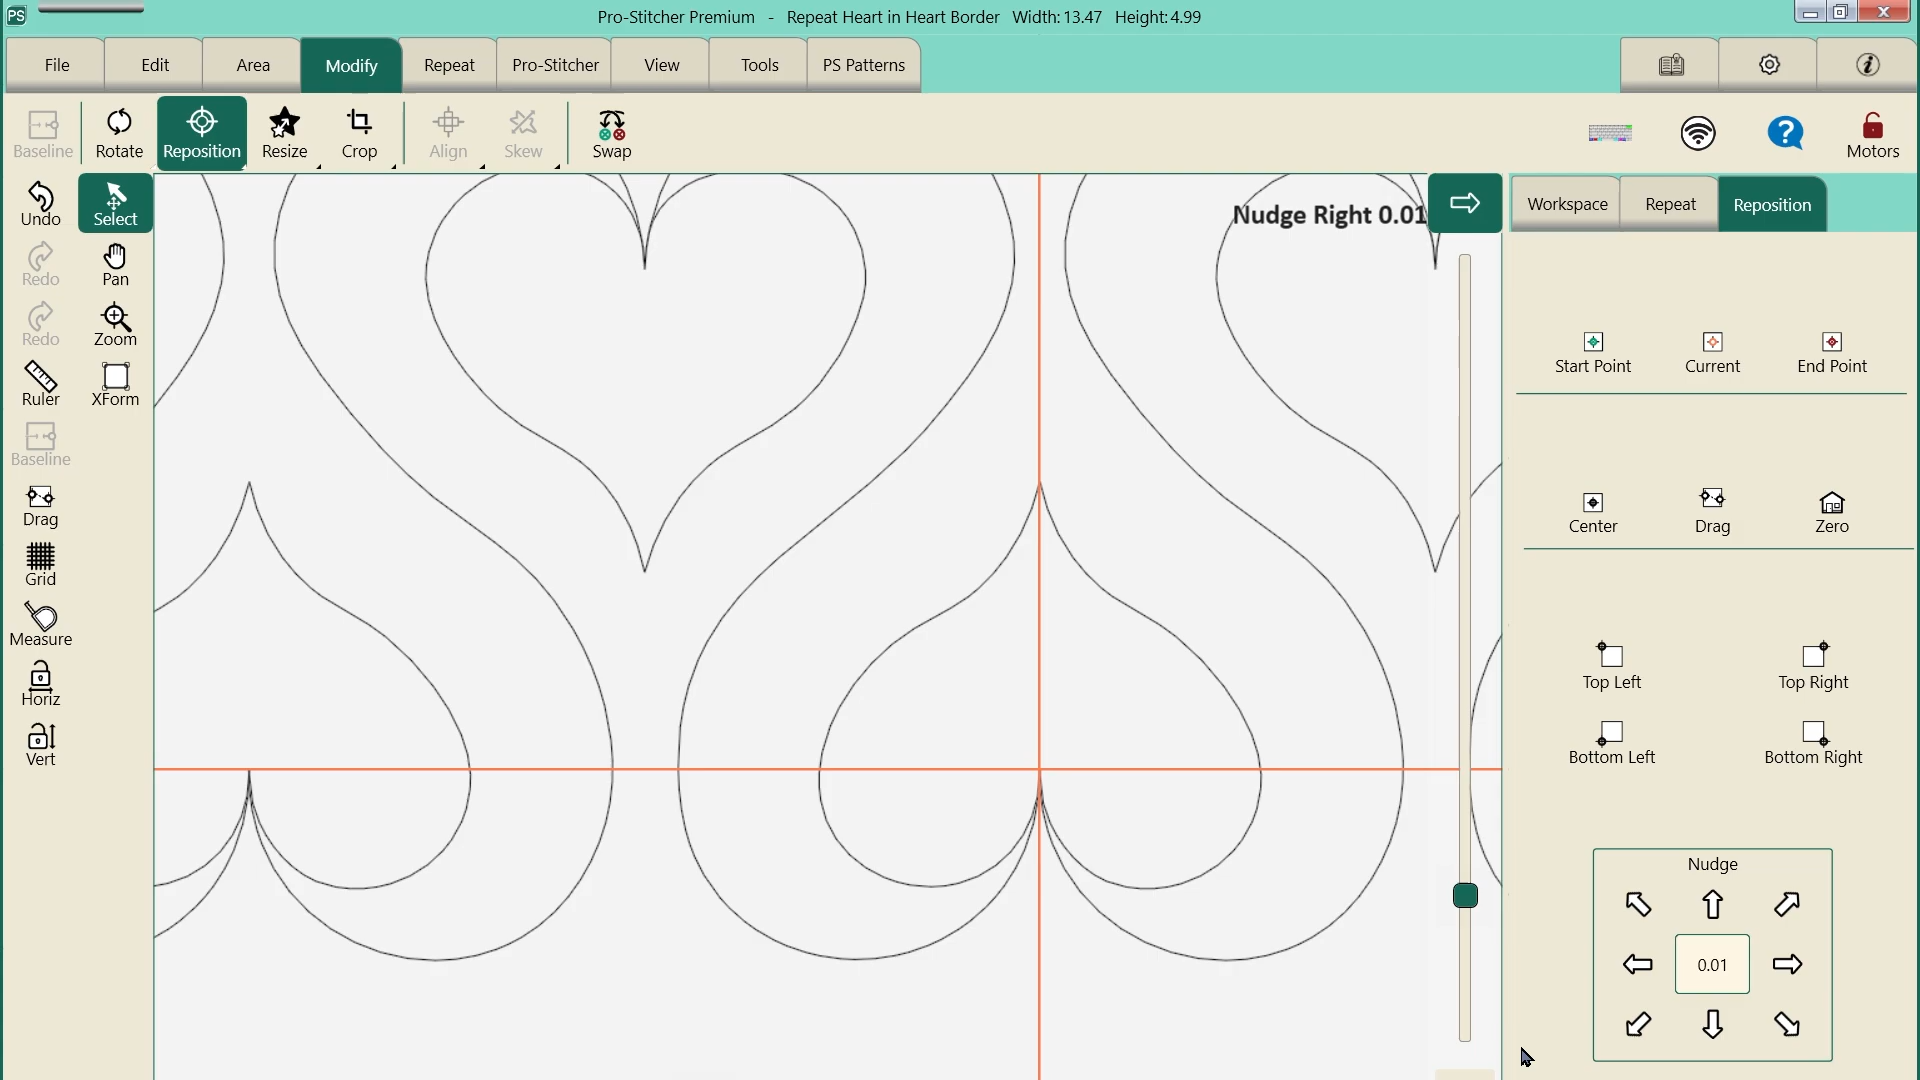 PS Pro-Stitcher Premium - Repeat Heart in Heart Border Width: 13.47 Height: 4.99
File Edit Area Modify Repeat Pro-Stitcher View Tools PS Patterns
Baseline Rotate Reposition Resize Crop Align Skew Swap Motors
Undo Select
Nudge Right 0.01
Workspace Repeat Reposition
Redo Pan
Redo Zoom
Start Point Current End Point
Ruler XForm
Baseline
Drag
Center Drag Zero
Grid
Measure
Top Left Top Right
Horiz
Vert
Bottom Left Bottom Right
Nudge
0.01